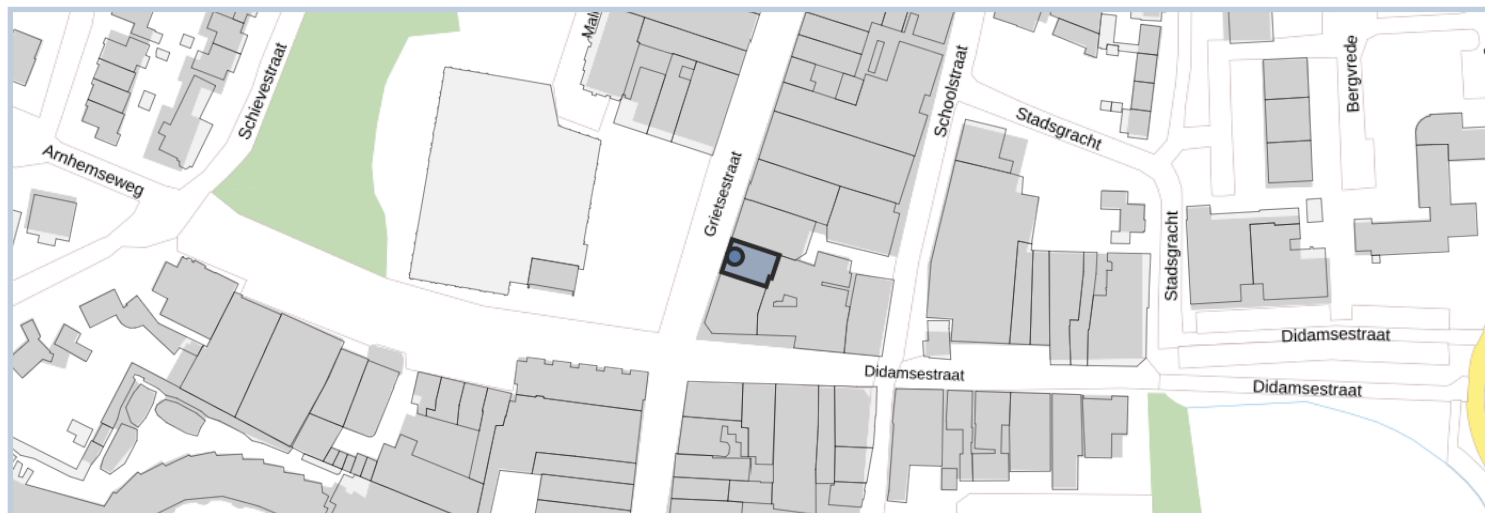 Schievestraat
Arnhemseweg
Grietsestraat
Schoolstraat
Stadsgracht
Bergvrede
Stadsgracht
Didamsestraat
Didamsestraat
Didamsestraat